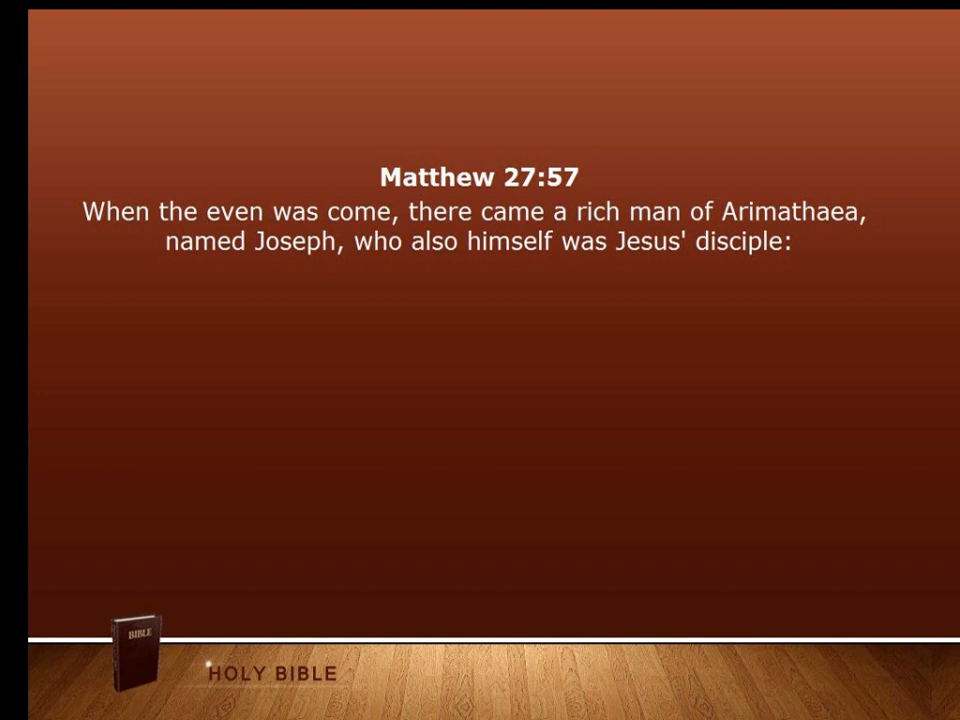 Matthew 27:57
When the even was come, there came a rich man of Arimathaea,
named Joseph, who also himself was Jesus' disciple:
BIBLE
HOLY BIBLE